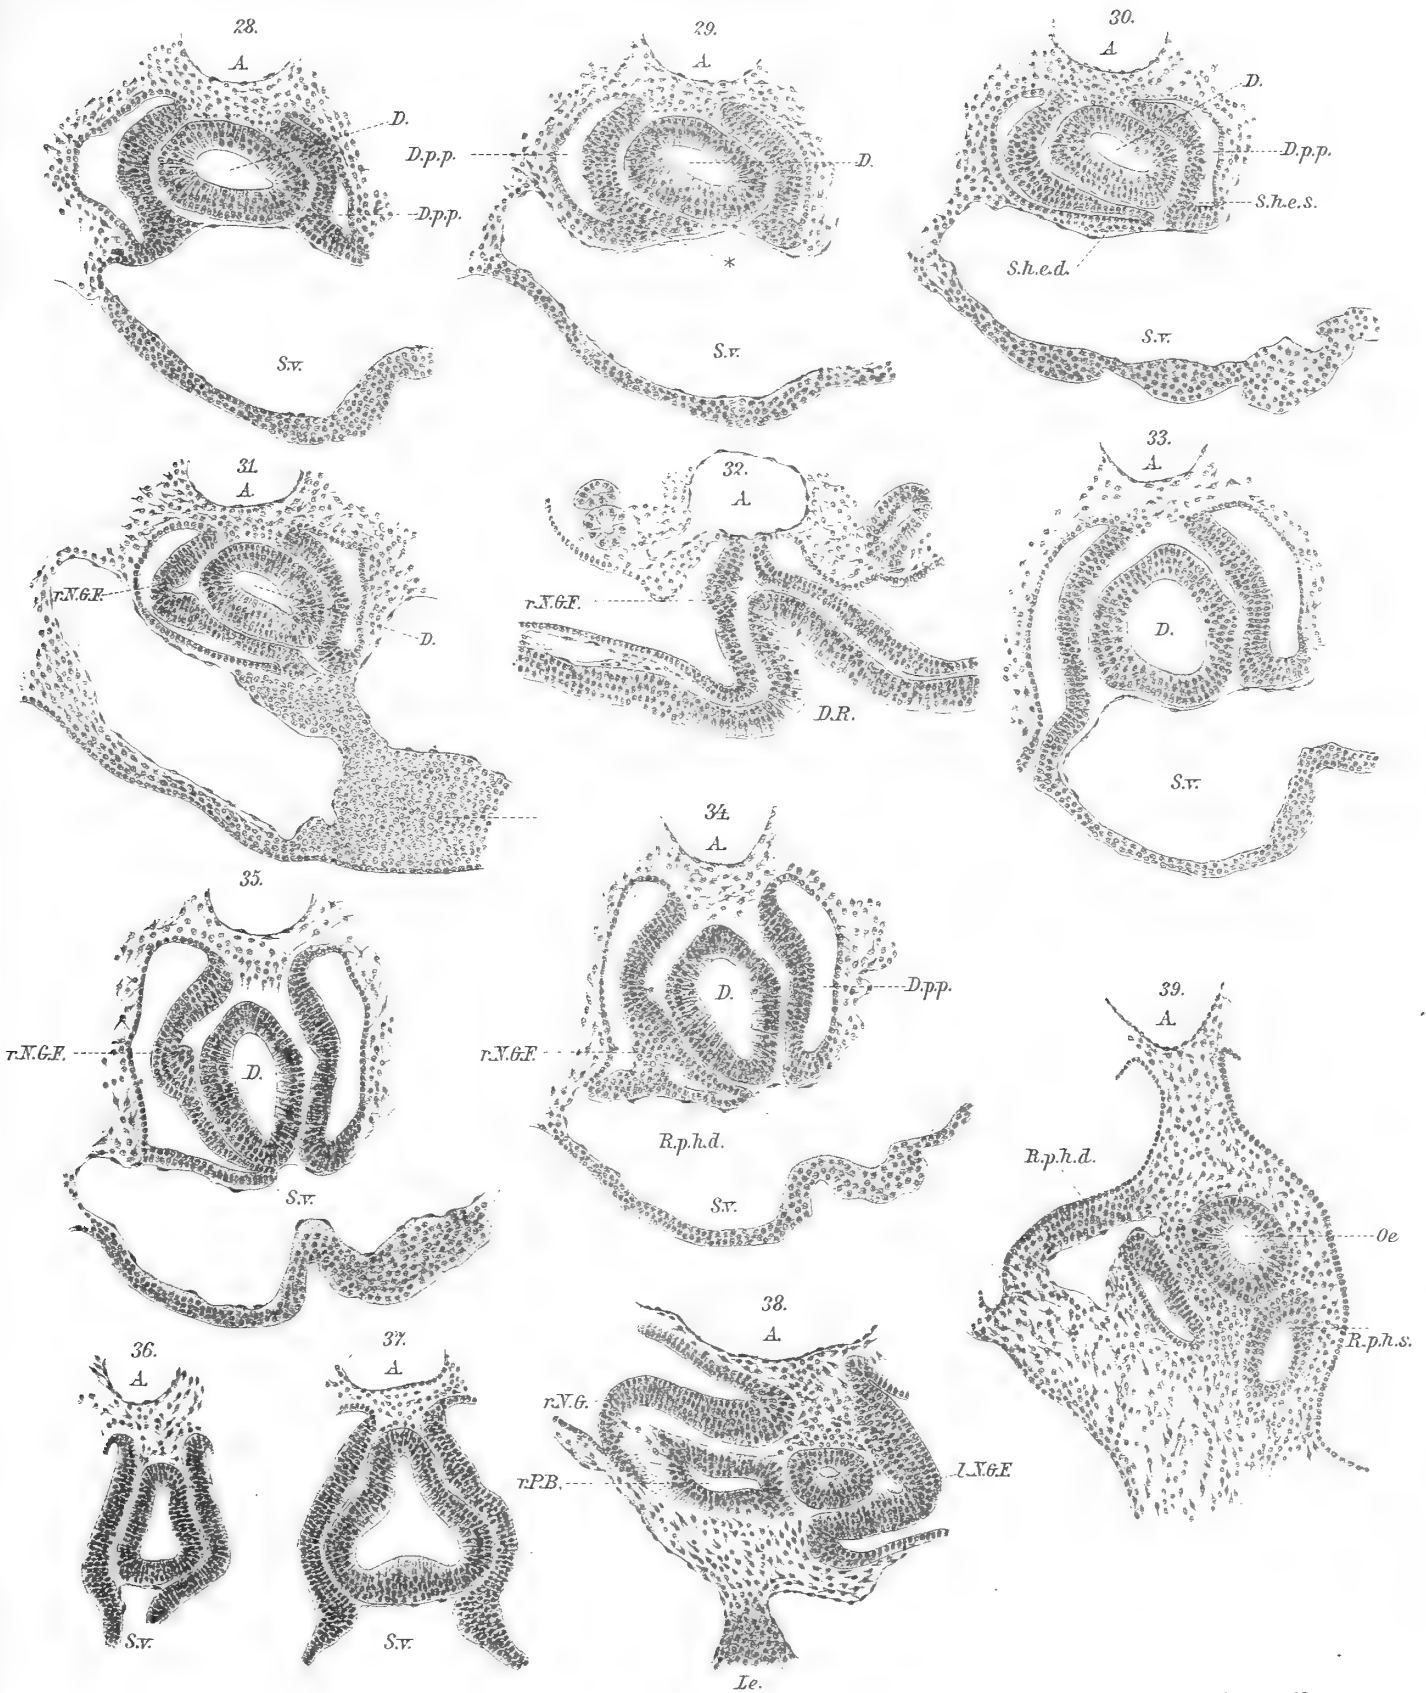 28.
A.
D.
D.p.p.
29.
A.
D.p.p.
D.
*
S.v.
S.v.
30.
A.
D.
D.p.p.
S.h.e.s.
S.h.e.d.
S.v.
31.
A.
r.N.G.F.
D.
32.
A.
r.N.G.F.
D.R.
33.
A.
D.
S.v.
34.
A.
D.
D.p.p.
r.N.G.F.
R.p.h.d.
S.v.
35.
r.N.G.F.
D.
S.v.
36.
A.
S.v.
37.
A.
S.v.
38.
A.
r.N.G.
r.P.B.
l.N.G.F.
Le.
39.
A.
R.p.h.d.
Oe
R.p.h.s.